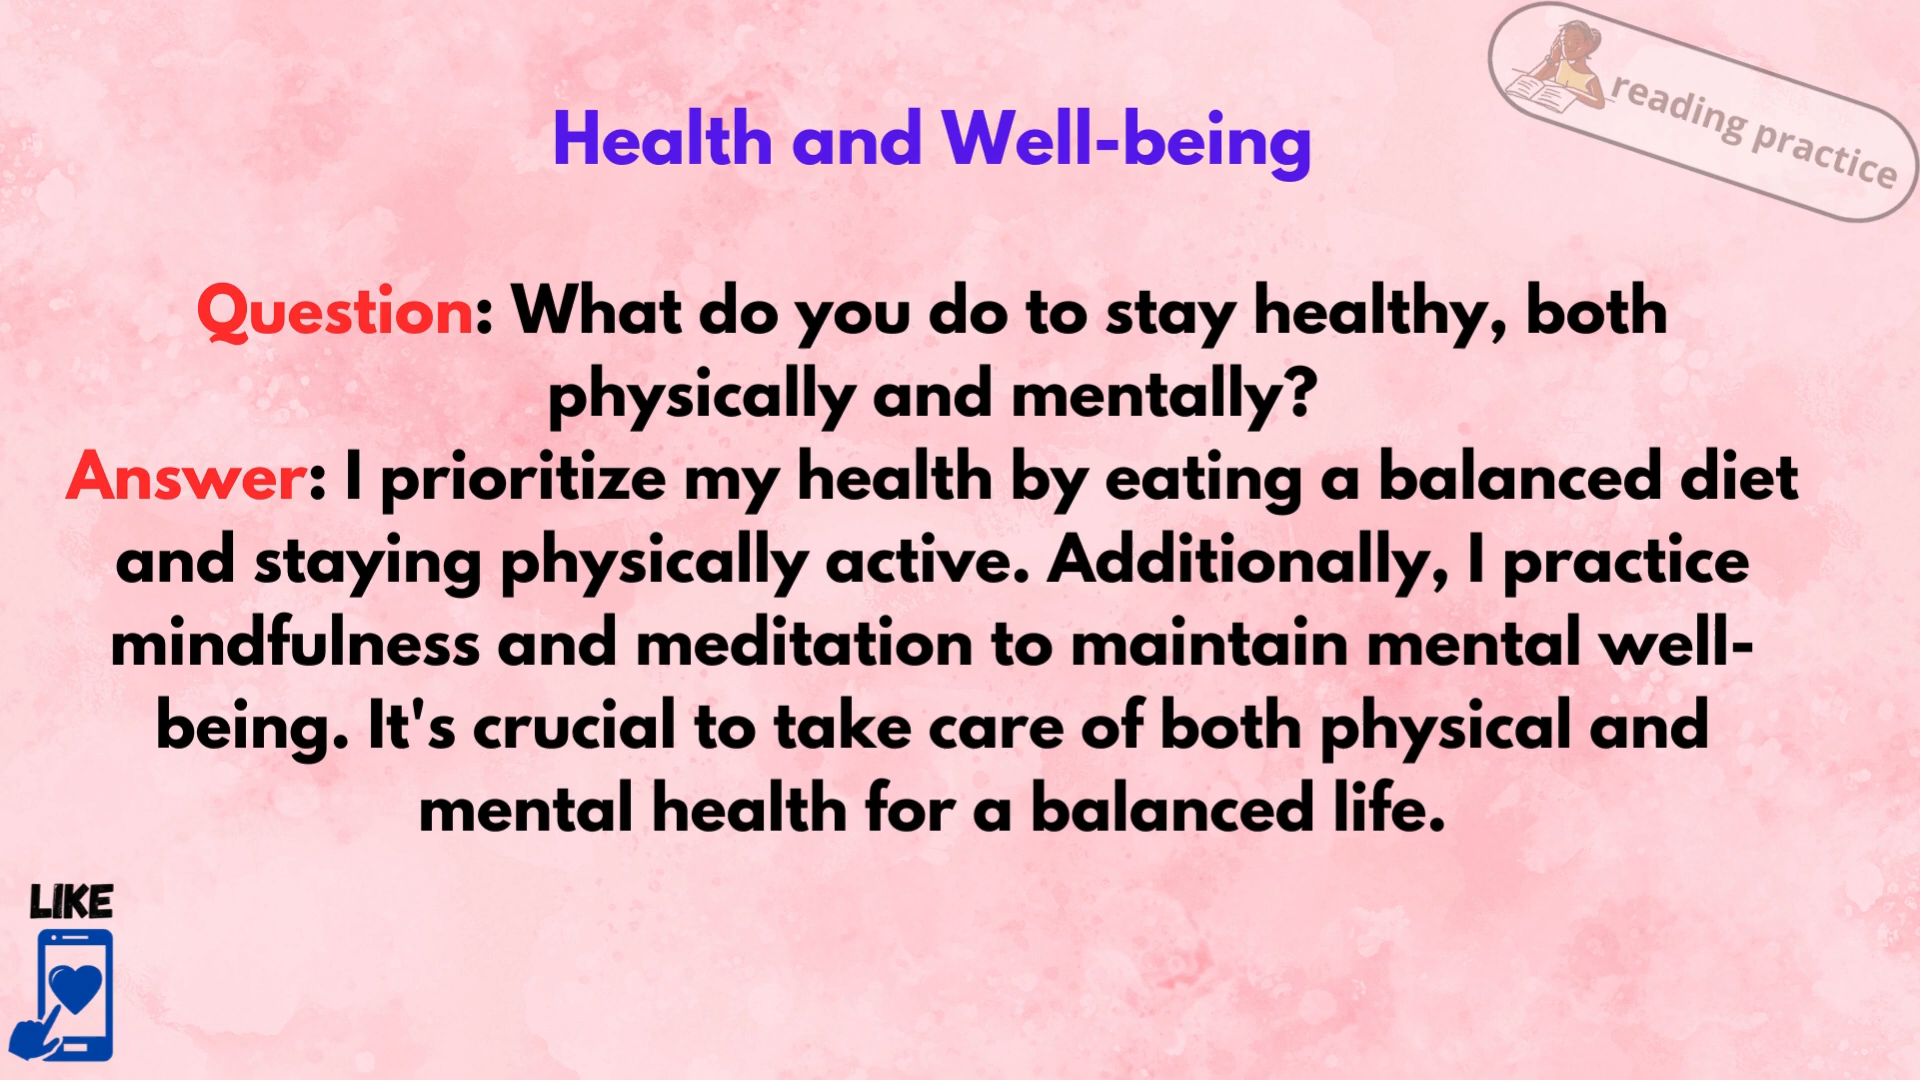 reading practice
Health and Well-being
Question: What do you do to stay healthy, both
physically and mentally?
Answer: I prioritize my health by eating a balanced diet
and staying physically active. Additionally, I practice
mindfulness and meditation to maintain mental well-
being. It's crucial to take care of both physical and
mental health for a balanced life.
LIKE